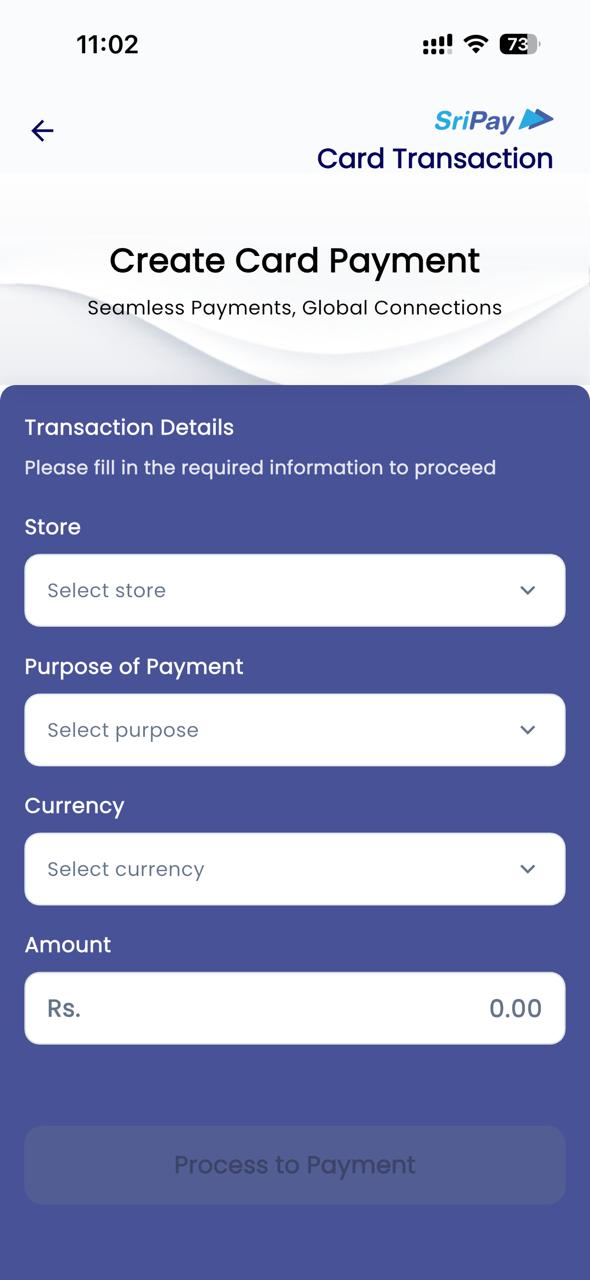 11:02
73
SriPay
Card Transaction
Create Card Payment
Seamless Payments, Global Connections
Transaction Details
Please fill in the required information to proceed
Store
Select store
Purpose of Payment
Select purpose
Currency
Select currency
Amount
Rs. 0.00
Process to Payment